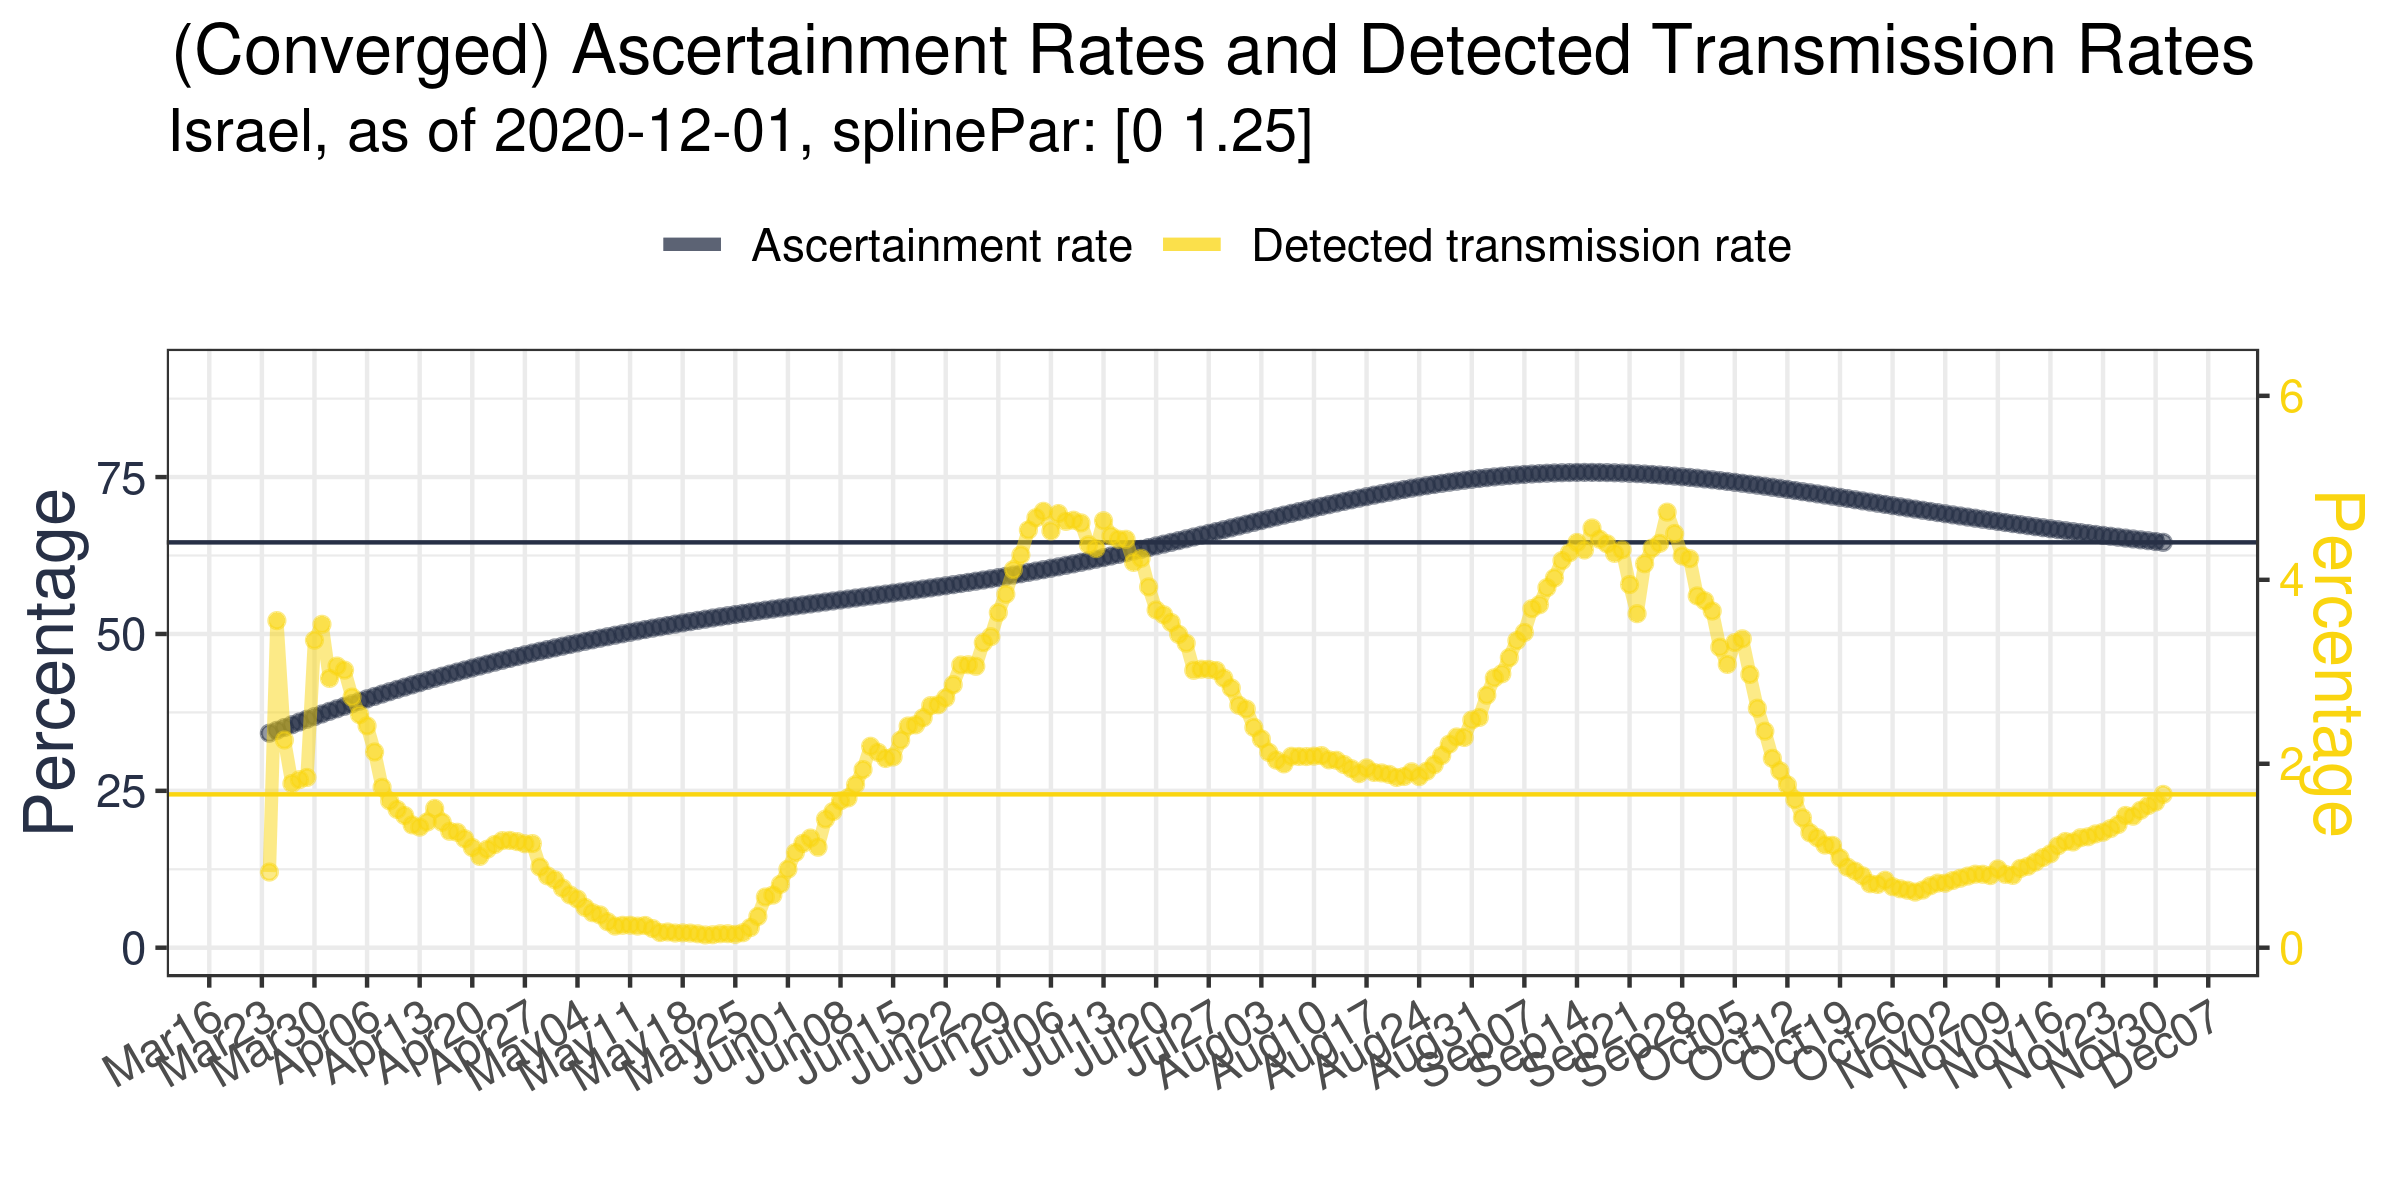 (Converged) Ascertainment Rates and Detected Transmission Rates
Israel, as of 2020-12-01, splinePar: [0 1.25]
Ascertainment rate Detected transmission rate
Percentage
75
50
25
0
6
4
2
0
Percentage
Mar16 Mar23 Mar30 Apr06 Apr13 Apr20 Apr27 May04 May11 May18 May25 Jun01 Jun08 Jun15 Jun22 Jun29 Jul06 Jul13 Jul20 Jul27 Aug03 Aug10 Aug17 Aug24 Aug31 Sep07 Sep14 Sep21 Sep28 Oct05 Oct12 Oct19 Oct26 Nov02 Nov09 Nov16 Nov23 Nov30 Dec07